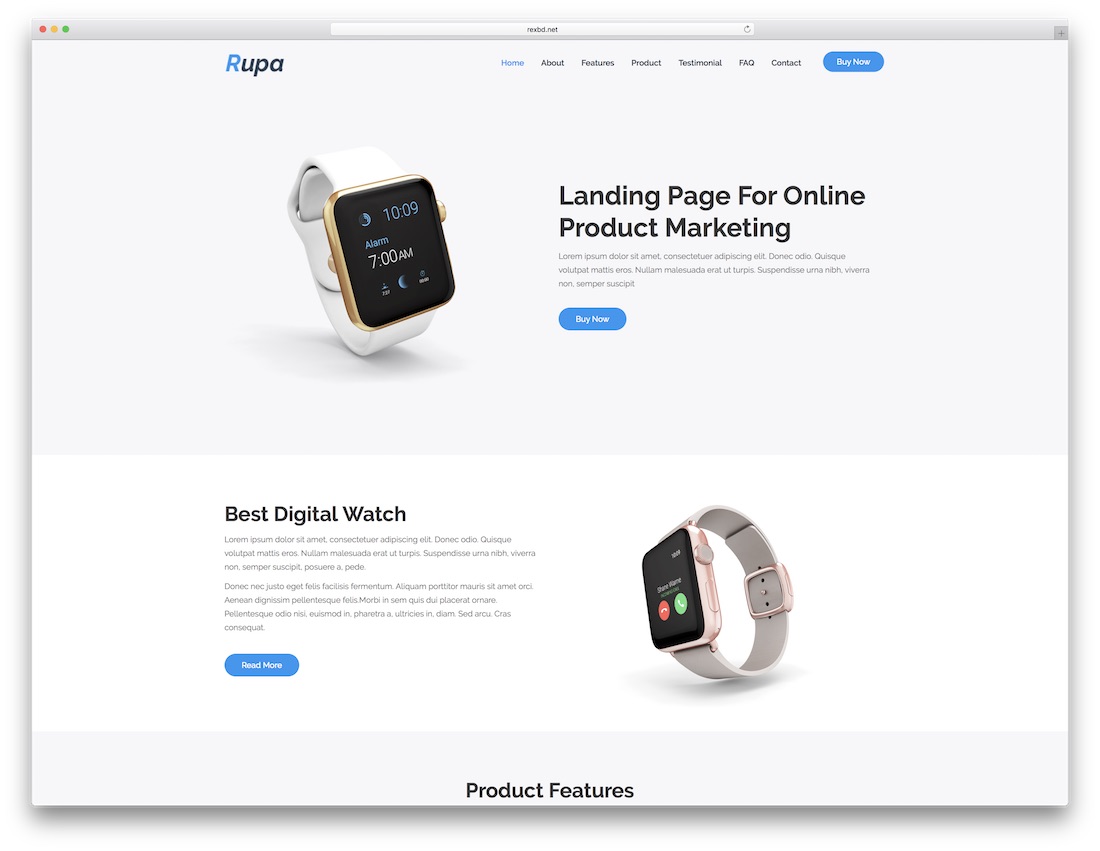 rexbd.net
Rupa
Home About Features Product Testimonial FAQ Contact Buy Now
10:09
Alarm
7:00AM
7:57
00:00
Landing Page For Online
Product Marketing
Lorem ipsum dolor sit amet, consectetuer adipiscing elit. Donec odio. Quisque
volutpat mattis eros. Nullam malesuada erat ut turpis. Suspendisse urna nibh, viverra
non, semper suscipit
Buy Now
Best Digital Watch
Lorem ipsum dolor sit amet, consectetuer adipiscing elit. Donec odio. Quisque
volutpat mattis eros. Nullam malesuada erat ut turpis. Suspendisse urna nibh, viverra
non, semper suscipit, posuere a, pede.
Donec nec justo eget felis facilisis fermentum. Aliquam porttitor mauris sit amet orci.
Aenean dignissim pellentesque felis.Morbi in sem quis dui placerat ornare.
Pellentesque odio nisi, euismod in, pharetra a, ultricies in, diam. Sed arcu. Cras
consequat.
Read More
10:09
Product Features